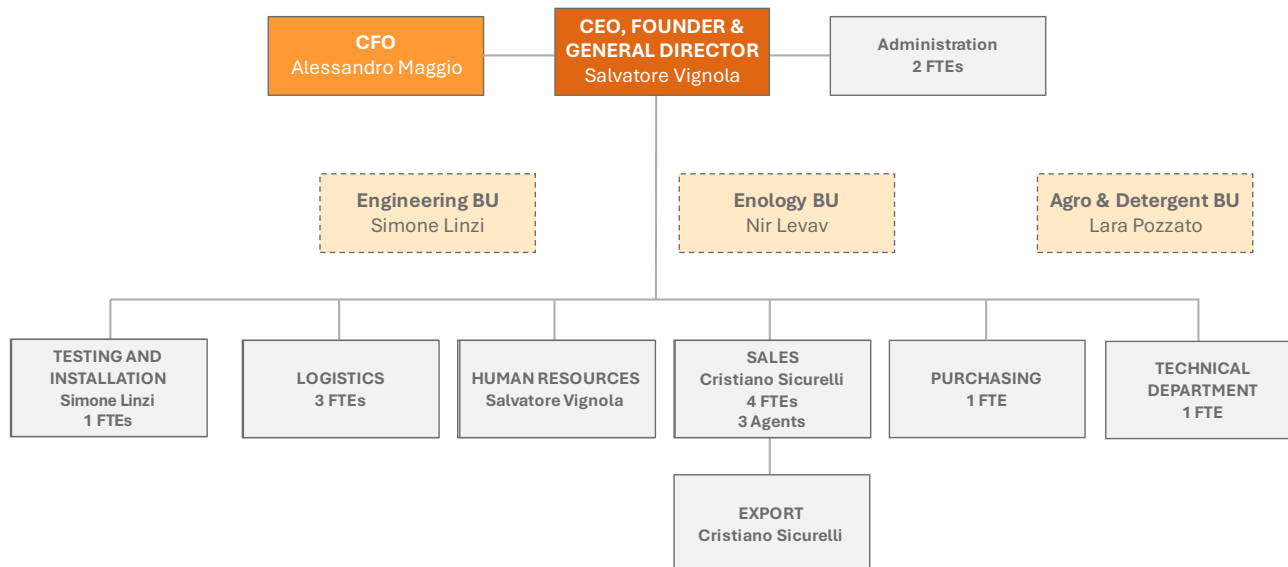 CFO
Alessandro Maggio
CEO, FOUNDER &
GENERAL DIRECTOR
Salvatore Vignola
Administration
2 FTEs
Engineering BU
Simone Linzi
Enology BU
Nir Levav
Agro & Detergent BU
Lara Pozzato
TESTING AND
INSTALLATION
Simone Linzi
1 FTEs
LOGISTICS
3 FTEs
HUMAN RESOURCES
Salvatore Vignola
SALES
Cristiano Sicurelli
4 FTEs
3 Agents
PURCHASING
1 FTE
TECHNICAL
DEPARTMENT
1 FTE
EXPORT
Cristiano Sicurelli